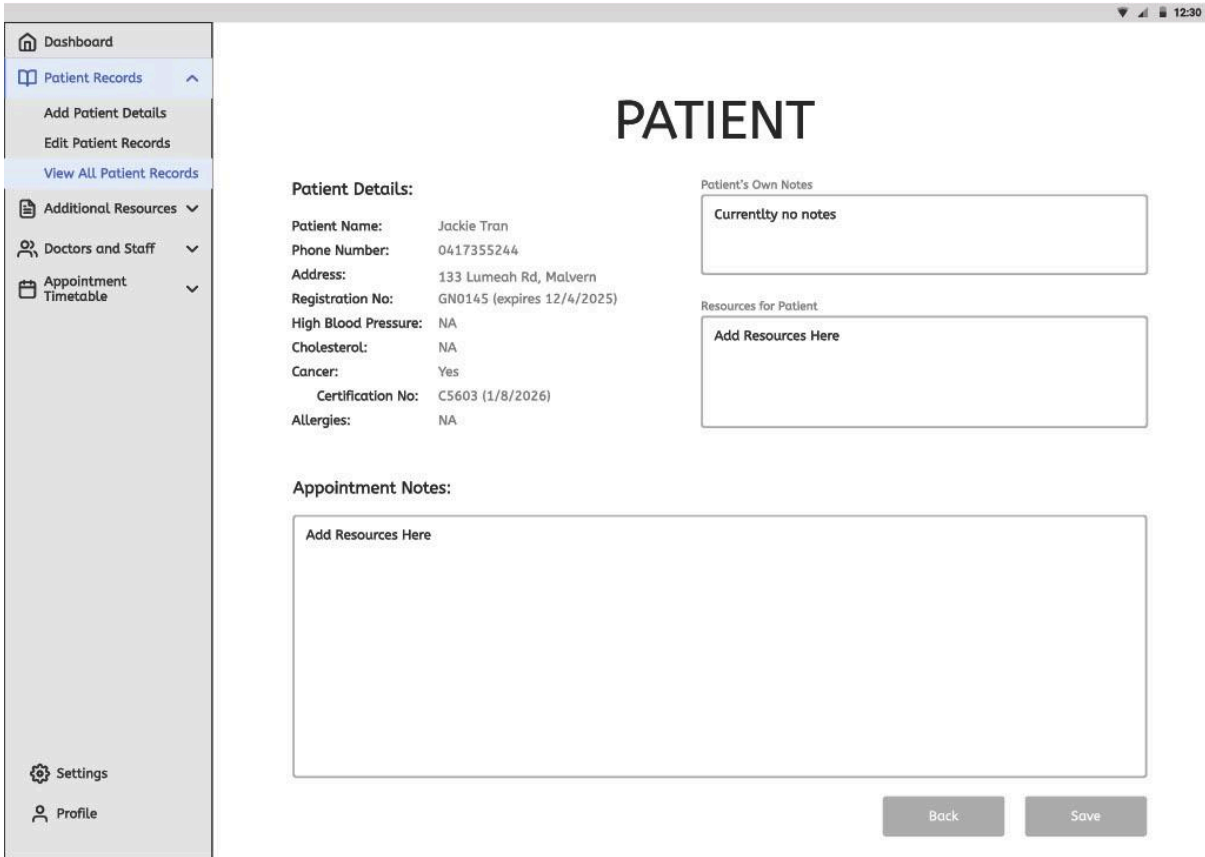 12:30
Dashboard
Patient Records
Add Patient Details
Edit Patient Records
View All Patient Records
Additional Resources
Doctors and Staff
Appointment
Timetable
Settings
Profile
PATIENT
Patient Details:
Patient Name: Jackie Tran
Phone Number: 0417355244
Address: 133 Lumeah Rd, Malvern
Registration No: GN0145 (expires 12/4/2025)
High Blood Pressure: NA
Cholesterol: NA
Cancer: Yes
Certification No: C5603 (1/8/2026)
Allergies: NA
Patient's Own Notes
Currentlty no notes
Resources for Patient
Add Resources Here
Appointment Notes:
Add Resources Here
Back
Save